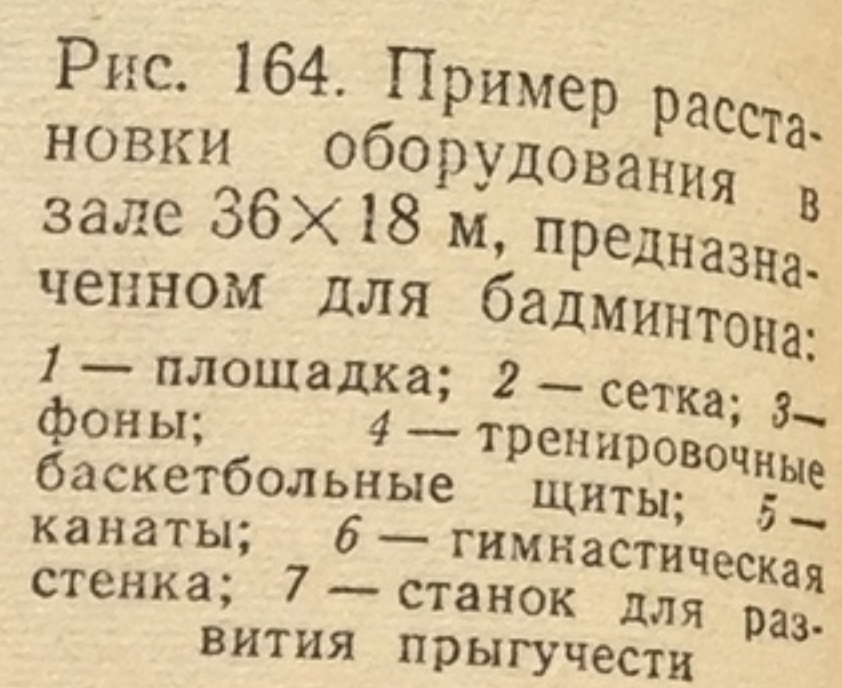 Рис. 164. Пример расста-
новки оборудования в
зале 36×18 м, предназна-
ченном для бадминтона:
1 — площадка; 2 — сетка; 3—
фоны; 4 — тренировочные
баскетбольные щиты; 5 —
канаты; 6 — гимнастическая
стенка; 7 — станок для раз-
вития прыгучести